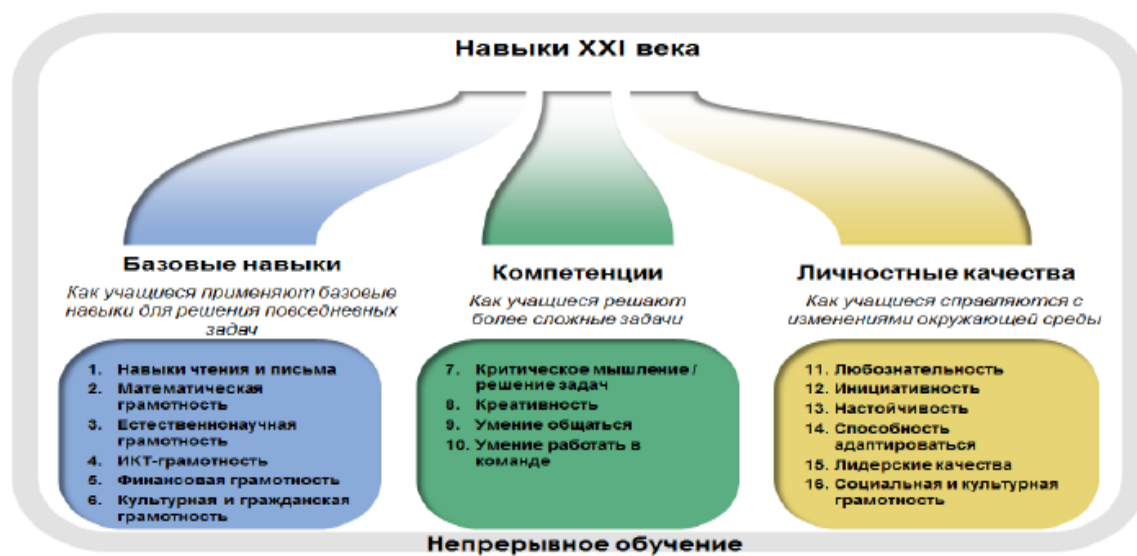 Навыки XXI века
Базовые навыки
Как учащиеся применяют базовые
навыки для решения повседневных
задач
1. Навыки чтения и письма
2. Математическая
грамотность
3. Естественнонаучная
грамотность
4. ИКТ-грамотность
5. Финансовая грамотность
6. Культурная и гражданская
грамотность
Компетенции
Как учащиеся решают
более сложные задачи
7. Критическое мышление /
решение задач
8. Креативность
9. Умение общаться
10. Умение работать в
команде
Личностные качества
Как учащиеся справляются с
изменениями окружающей среды
11. Любознательность
12. Инициативность
13. Настойчивость
14. Способность
адаптироваться
15. Лидерские качества
16. Социальная и культурная
грамотность
Непрерывное обучение